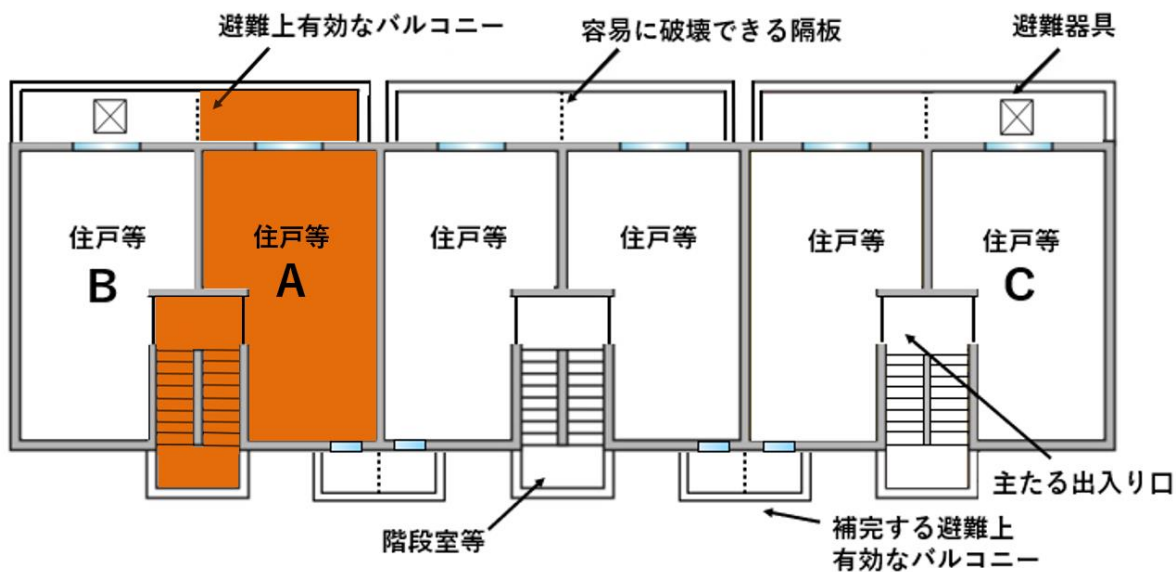 避難上有効なバルコニー
容易に破壊できる隔板
避難器具
住戸等
B
住戸等
A
住戸等
住戸等
住戸等
住戸等
C
主たる出入り口
階段室等
補完する避難上
有効なバルコニー